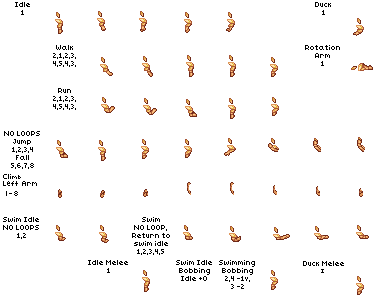 Idle
1
Duck
1
Walk
2,1,2,3,
4,5,4,3,
Rotation
Arm
1
Run
2,1,2,3,
4,5,4,3,
NO LOOPS
Jump
1,2,3,4
Fall
5,6,7,8
Climb
Left Arm
1-8
Swim Idle
NO LOOPS
1,2
Swim
NO LOOP,
Return to
swim idle
1,2,3,4,5
Idle Melee
1
Swim Idle
Bobbing
Idle +0
Swimming
Bobbing
2,4 -1v,
3 -2
Duck Melee
1